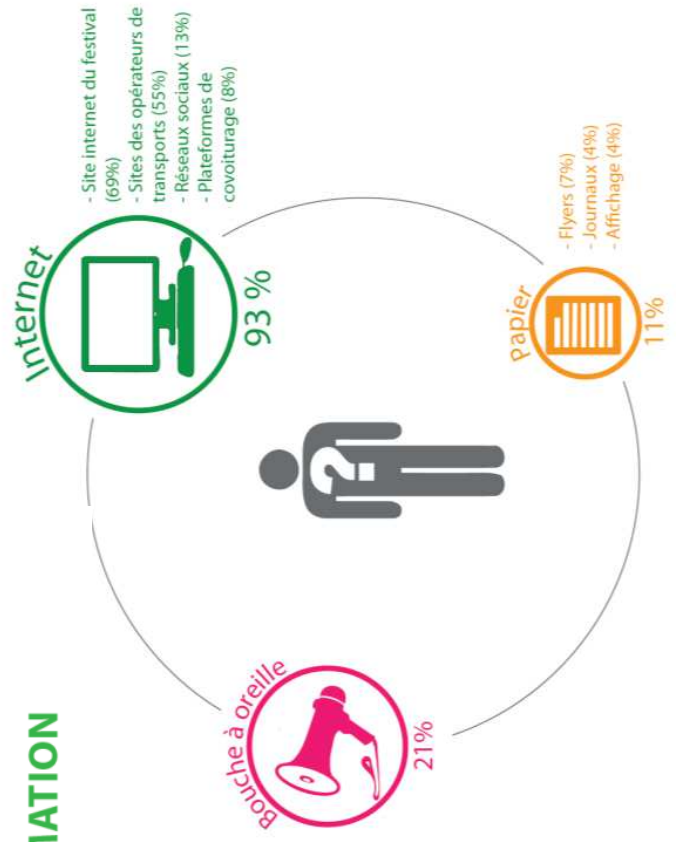 MATION
Internet
93 %
- Site internet du festival
(69%)
- Sites des opérateurs de
transports (55%)
- Réseaux sociaux (13%)
- Plateformes de
covoiturage (8%)
?
Bouche à oreille
21%
Papier
11%
- Flyers (7%)
- Journaux (4%)
- Affichage (4%)